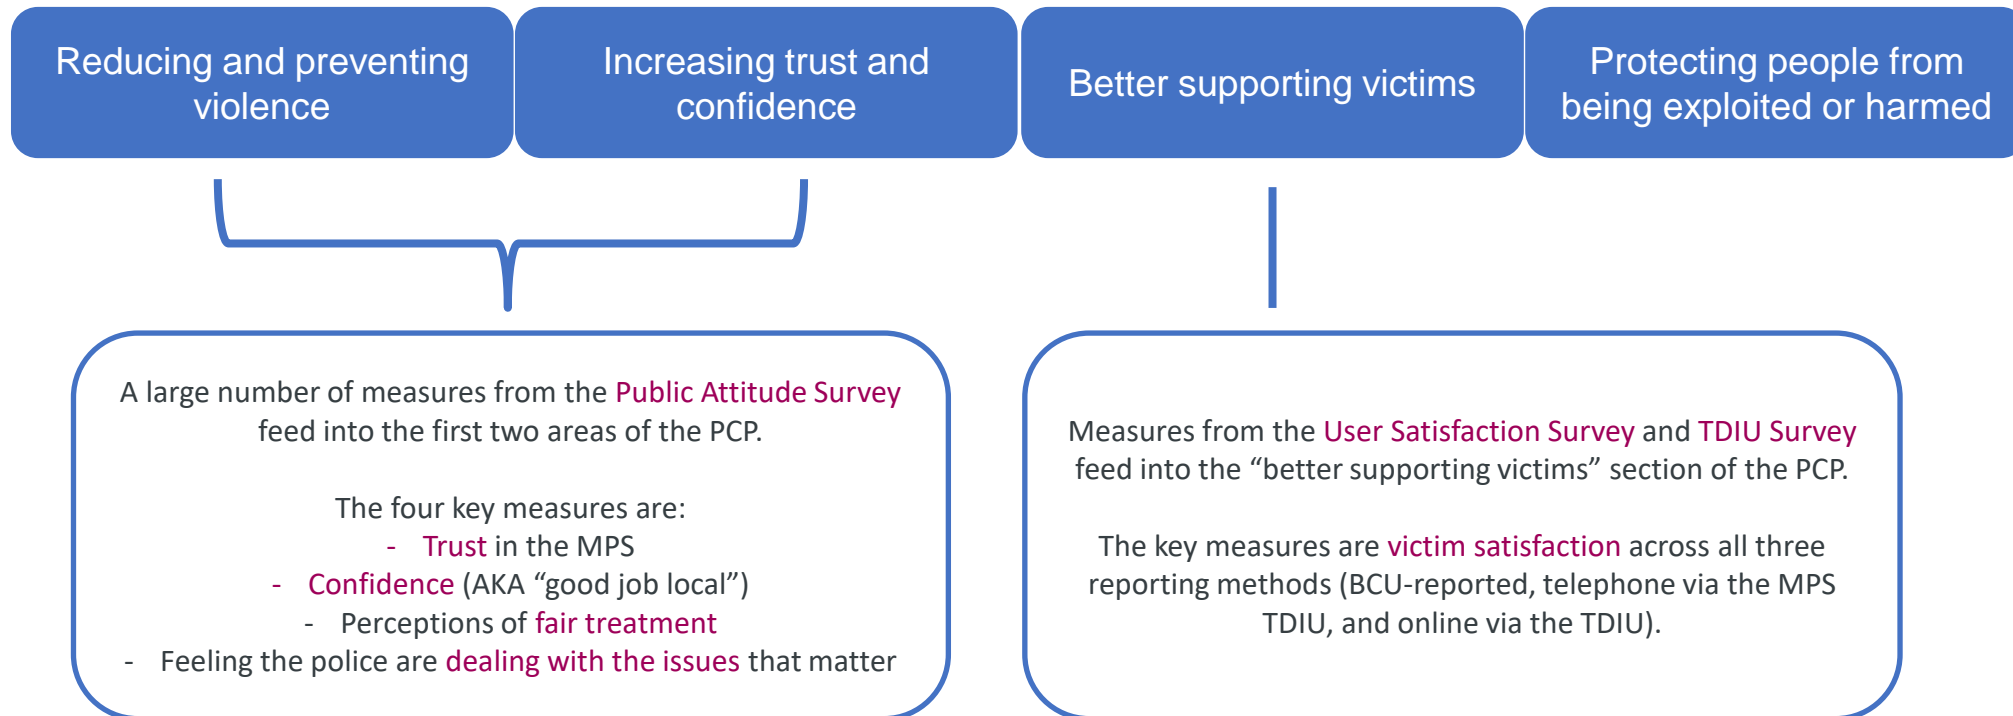 Reducing and preventing
violence
Increasing trust and
confidence
Better supporting victims
Protecting people from
being exploited or harmed
A large number of measures from the Public Attitude Survey
feed into the first two areas of the PCP.
The four key measures are:
- Trust in the MPS
- Confidence (AKA “good job local”)
- Perceptions of fair treatment
- Feeling the police are dealing with the issues that matter
Measures from the User Satisfaction Survey and TDIU Survey
feed into the “better supporting victims” section of the PCP.
The key measures are victim satisfaction across all three
reporting methods (BCU-reported, telephone via the MPS
TDIU, and online via the TDIU).